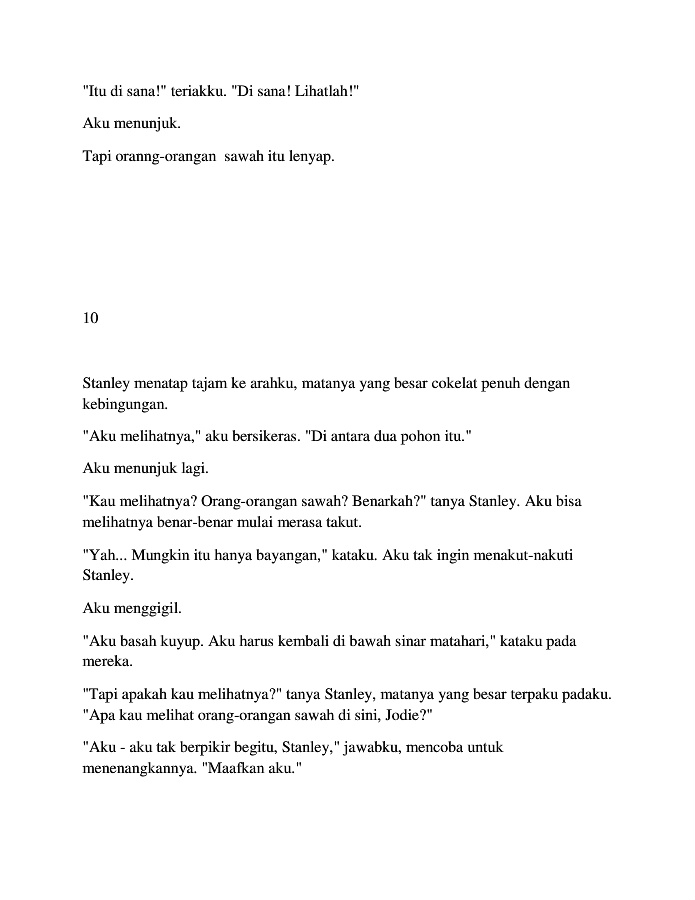 "Itu di sana!" teriakku. "Di sana! Lihatlah!"
Aku menunjuk.
Tapi oranng-orangan  sawah itu lenyap.
10
Stanley menatap tajam ke arahku, matanya yang besar cokelat penuh dengan
kebingungan.
"Aku melihatnya," aku bersikeras. "Di antara dua pohon itu."
Aku menunjuk lagi.
"Kau melihatnya? Orang-orangan sawah? Benarkah?" tanya Stanley. Aku bisa
melihatnya benar-benar mulai merasa takut.
"Yah... Mungkin itu hanya bayangan," kataku. Aku tak ingin menakut-nakuti
Stanley.
Aku menggigil.
"Aku basah kuyup. Aku harus kembali di bawah sinar matahari," kataku pada
mereka.
"Tapi apakah kau melihatnya?" tanya Stanley, matanya yang besar terpaku padaku.
"Apa kau melihat orang-orangan sawah di sini, Jodie?"
"Aku - aku tak berpikir begitu, Stanley," jawabku, mencoba untuk
menenangkannya. "Maafkan aku."